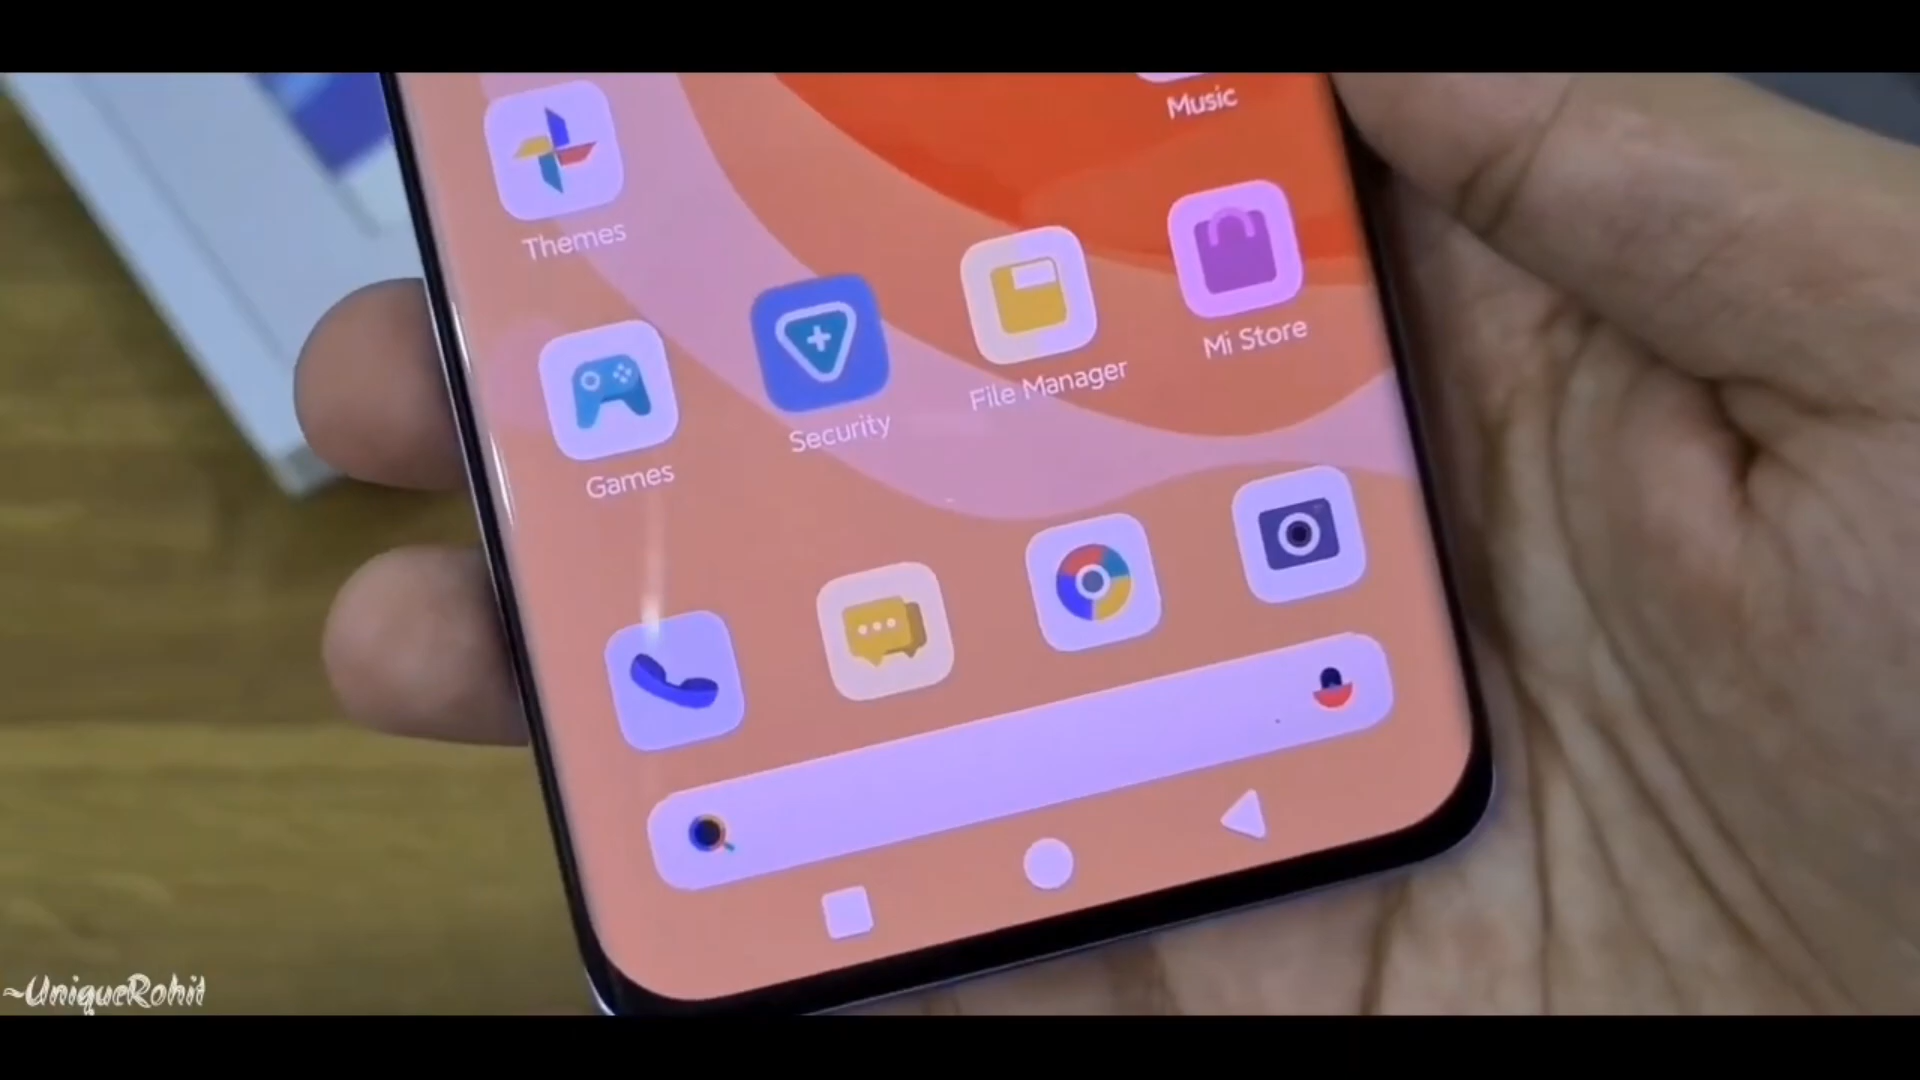 Music
Themes
Mi Store
File Manager
Security
Games
~UniqueRohit